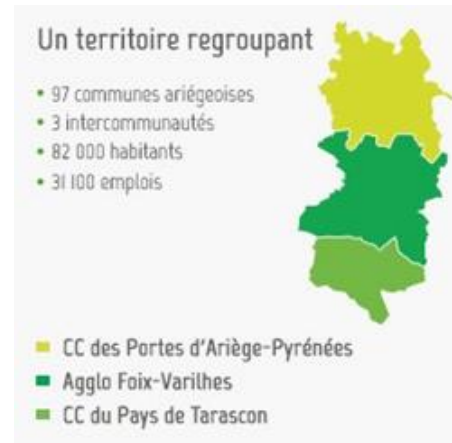 Un territoire regroupant
• 97 communes ariégeoises
• 3 intercommunautés
• 82 000 habitants
• 31 100 emplois
CC des Portes d'Ariège-Pyrénées
Agglo Foix-Varilhes
CC du Pays de Tarascon